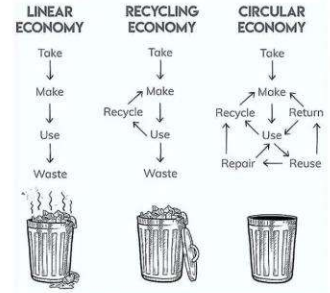 LINEAR
ECONOMY
Take
Make
Use
Waste
RECYCLING
ECONOMY
Take
Make
Recycle
Use
Waste
CIRCULAR
ECONOMY
Take
Make
Recycle
Return
Use
Repair
Reuse